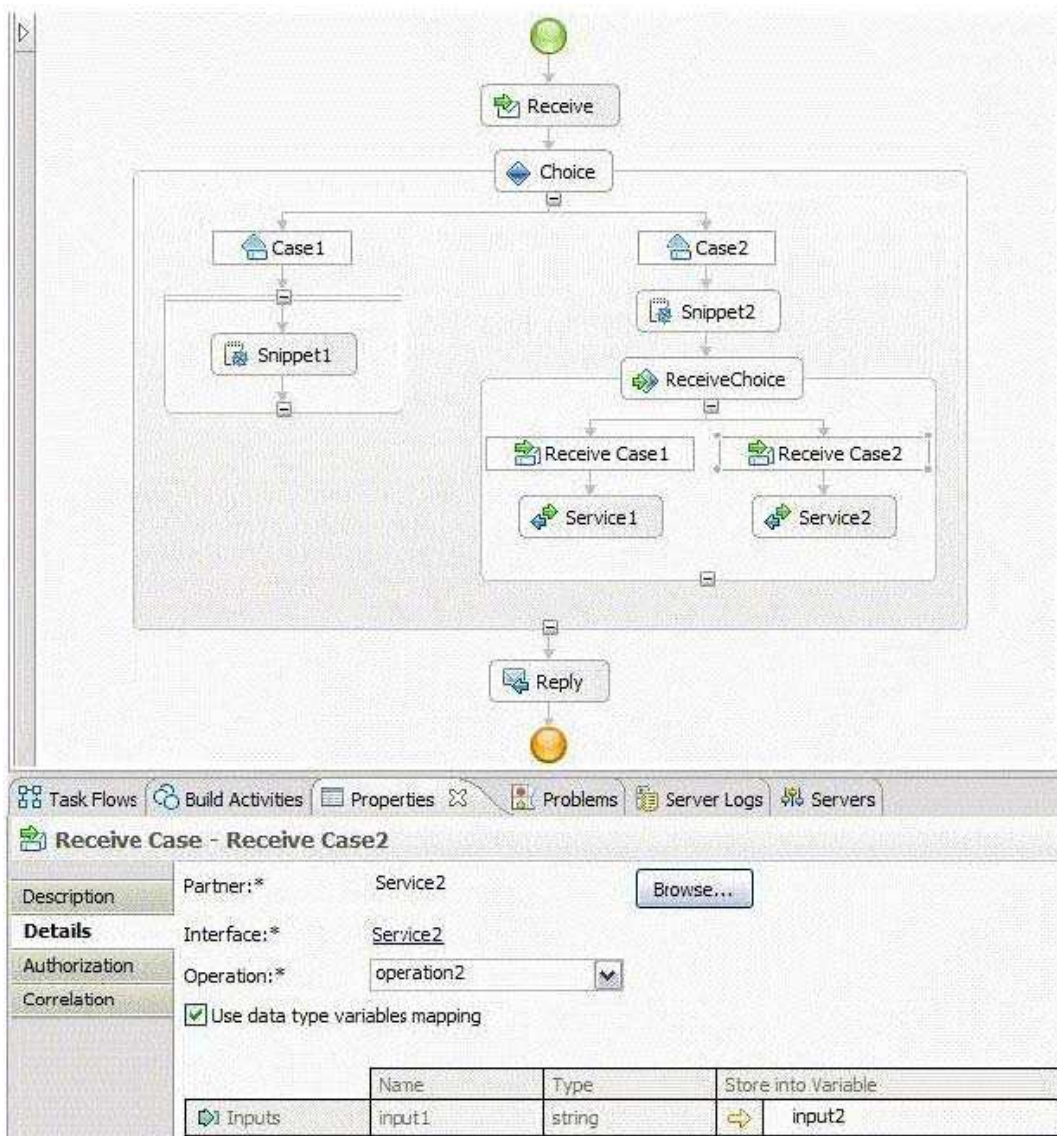 Receive
Choice
Case1
Case2
Snippet2
Snippet1
ReceiveChoice
Receive Case1
Receive Case2
Service1
Service2
Reply
Task Flows
Build Activities
Properties
Problems
Server Logs
Servers
Receive Case - Receive Case2
Description
Partner:* Service2 Browse...
Details
Interface:* Service2
Authorization
Operation:* operation2
Correlation
Use data type variables mapping
Name Type Store into Variable
Inputs input1 string input2